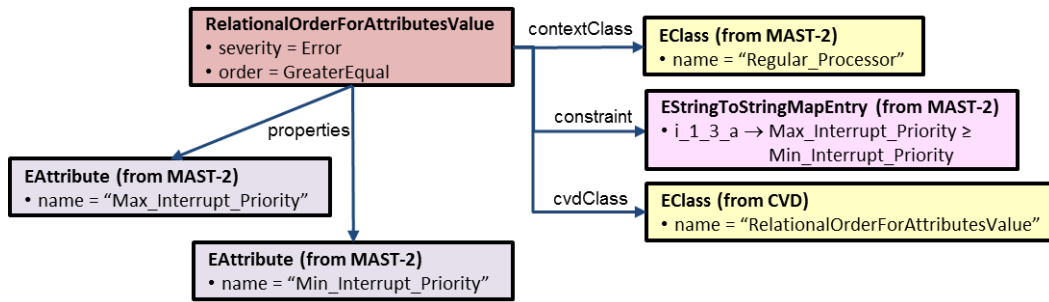 RelationalOrderForAttributesValue
• severity = Error
• order = GreaterEqual
contextClass
EClass (from MAST-2)
• name = “Regular_Processor”
constraint
EStringToStringMapEntry (from MAST-2)
• i_1_3_a → Max_Interrupt_Priority ≥
Min_Interrupt_Priority
properties
EAttribute (from MAST-2)
• name = “Max_Interrupt_Priority”
cvdClass
EClass (from CVD)
• name = “RelationalOrderForAttributesValue”
EAttribute (from MAST-2)
• name = “Min_Interrupt_Priority”